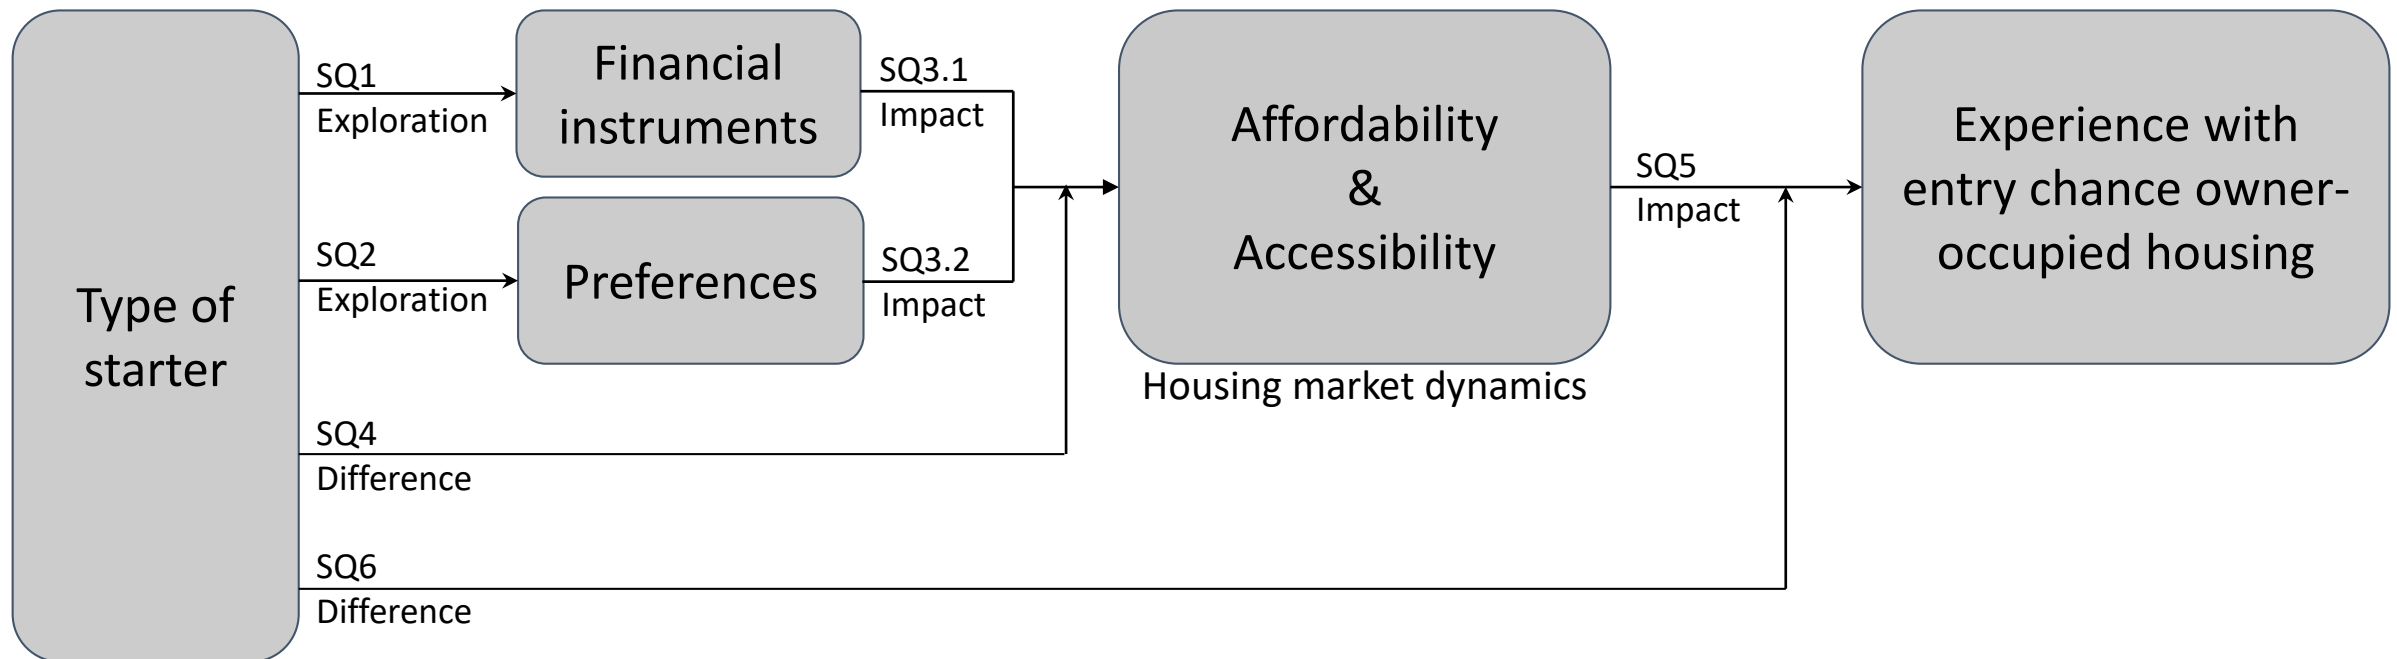 Type of
starter
SQ1
Exploration
SQ2
Exploration
SQ4
Difference
SQ6
Difference
Financial
instruments
Preferences
SQ3.1
Impact
SQ3.2
Impact
Affordability
&
Accessibility
Housing market dynamics
SQ5
Impact
Experience with
entry chance owner-
occupied housing